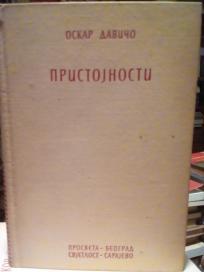 ОСКАР ДАВИЧО
ПРИСТОЈНОСТИ
ПРОСВЕТА - БЕОГРАД
СВЈЕТЛОСТ - САРАЈЕВО